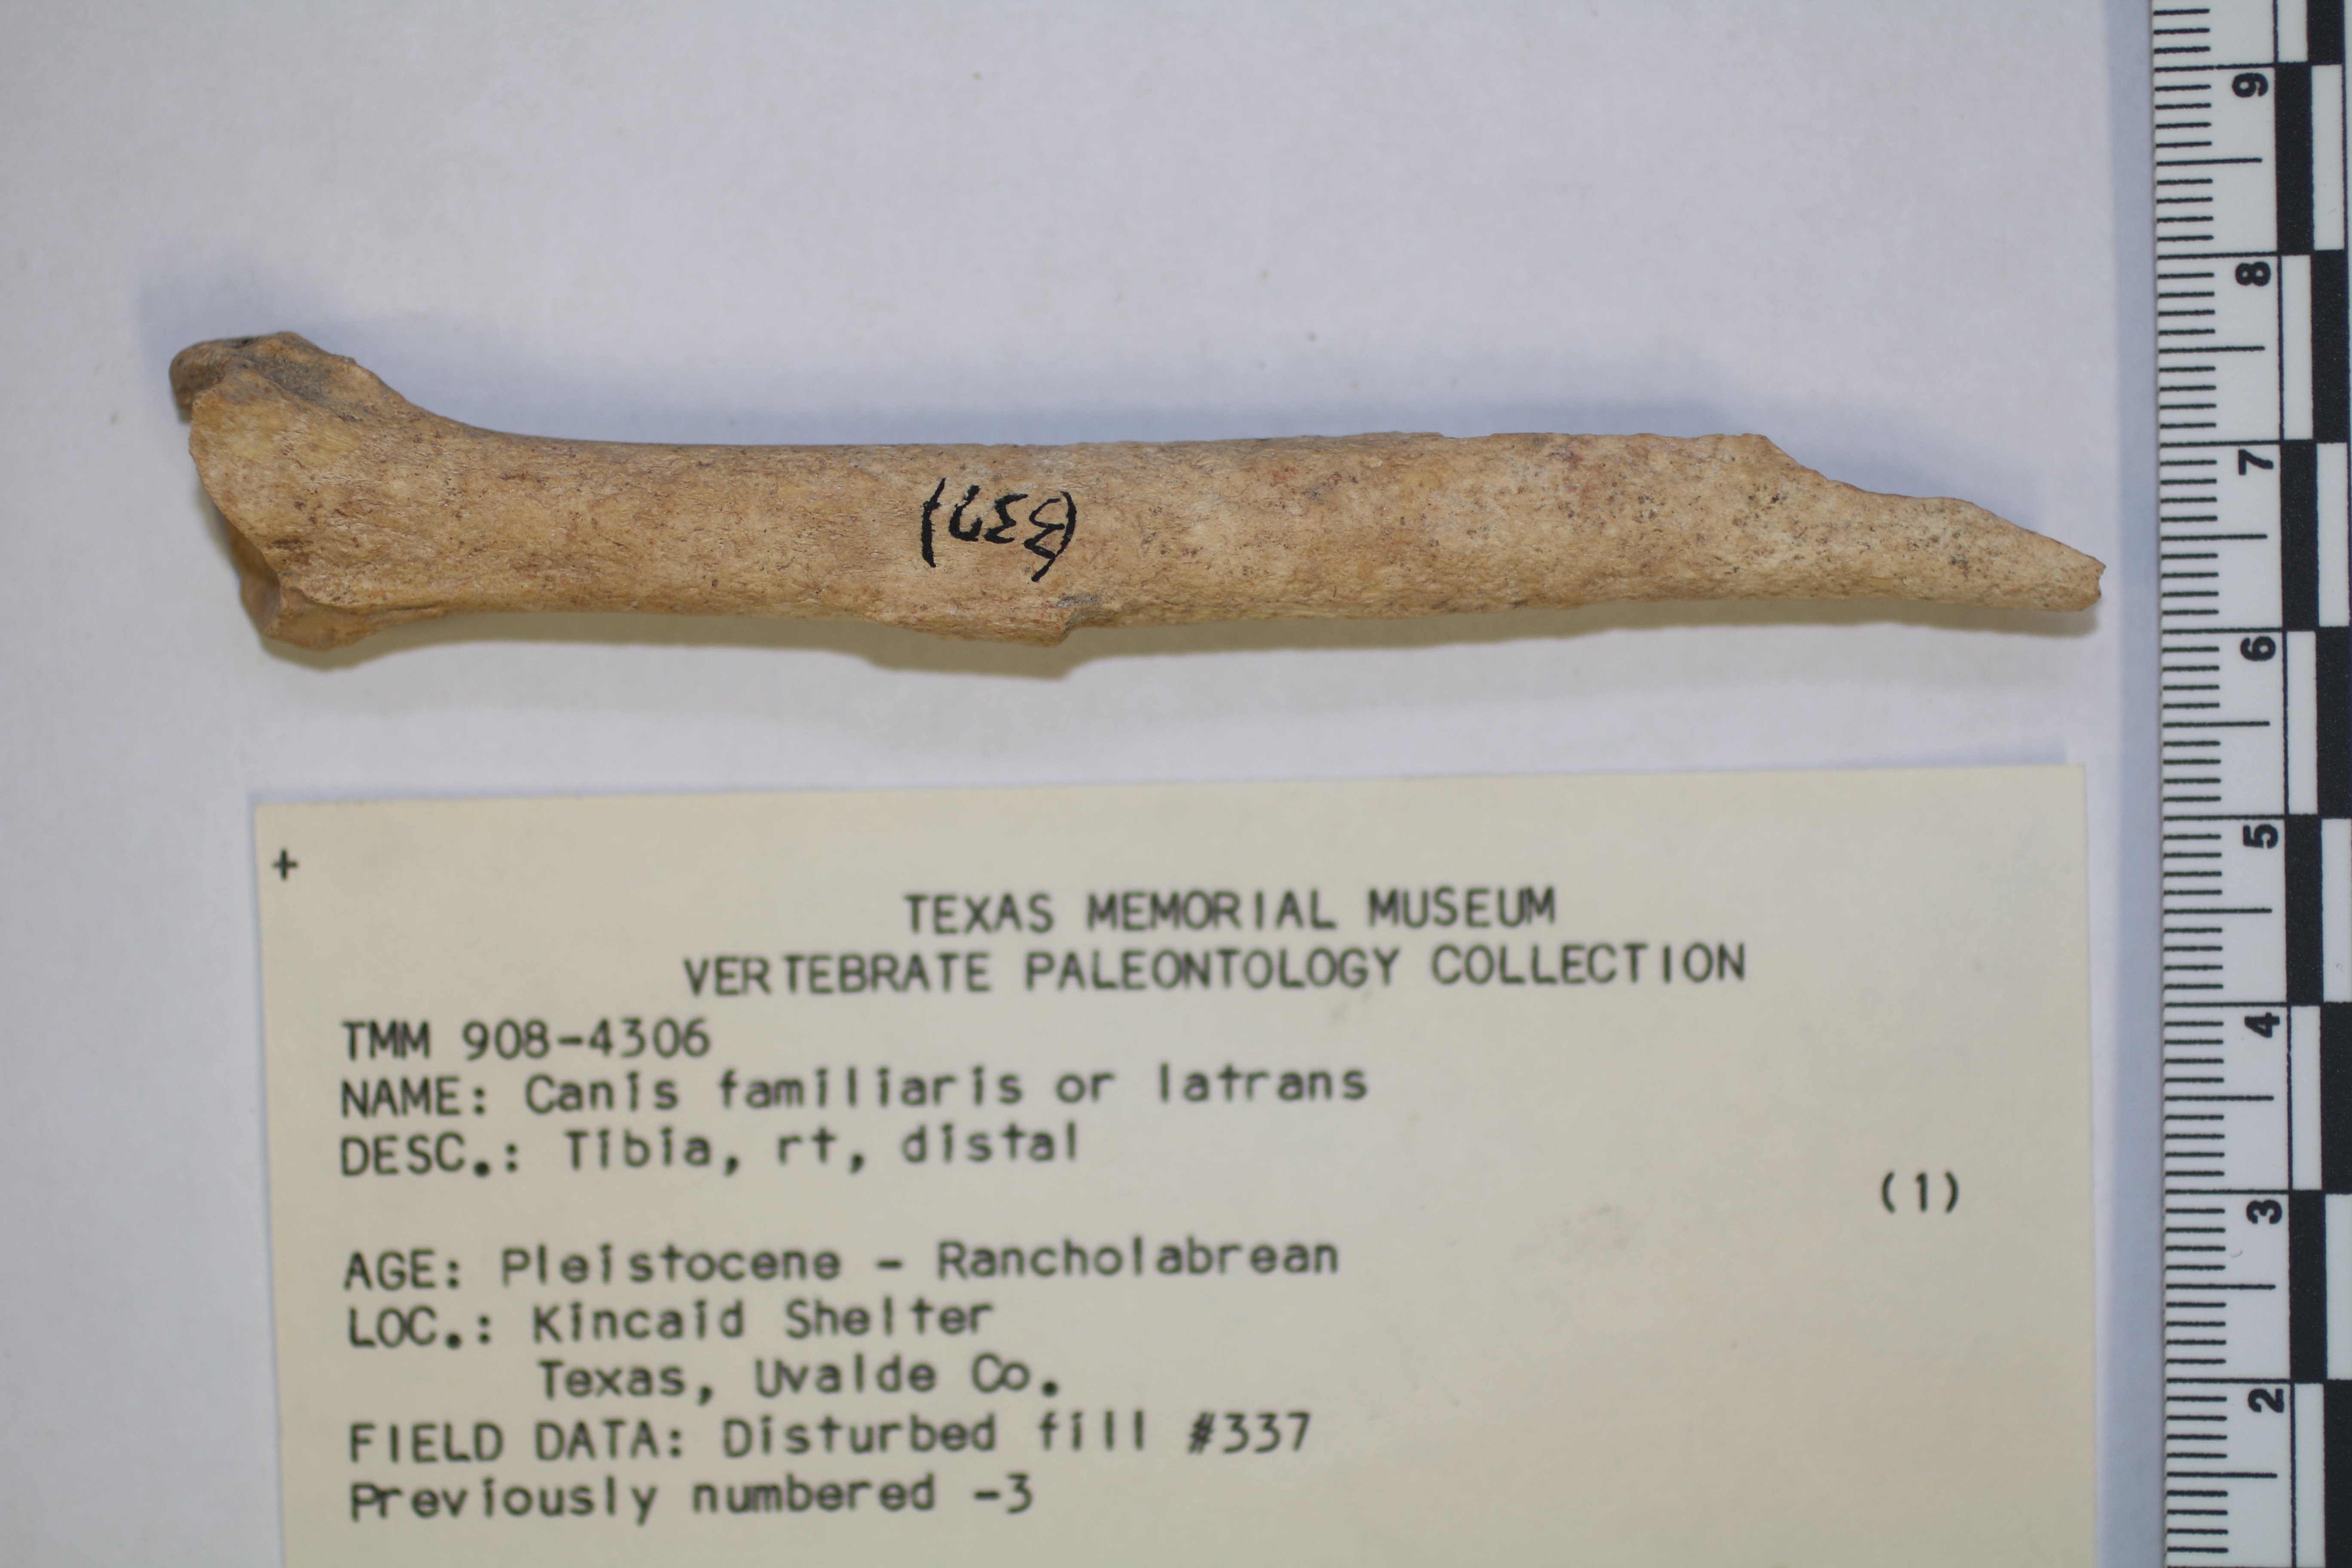 (337)
+
TEXAS MEMORIAL MUSEUM
VERTEBRATE PALEONTOLOGY COLLECTION
TMM 908-4306
NAME: Canis familiaris or latrans
DESC.: Tibia, rt, distal
(1)
AGE: Pleistocene - Rancholabrean
LOC.: Kincaid Shelter
Texas, Uvalde Co.
FIELD DATA: Disturbed fill #337
Previously numbered -3
9
8
7
6
5
4
3
2